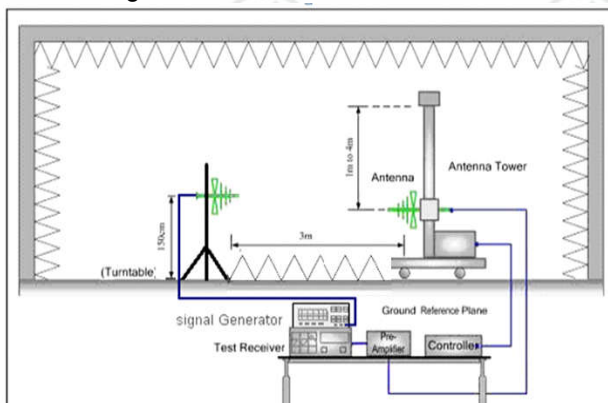 1m to 4m
Antenna Tower
Antenna
150cm
3m
(Turntable)
Ground Reference Plane
signal Generator
Test Receiver
Pre-
Amplifier
Controller